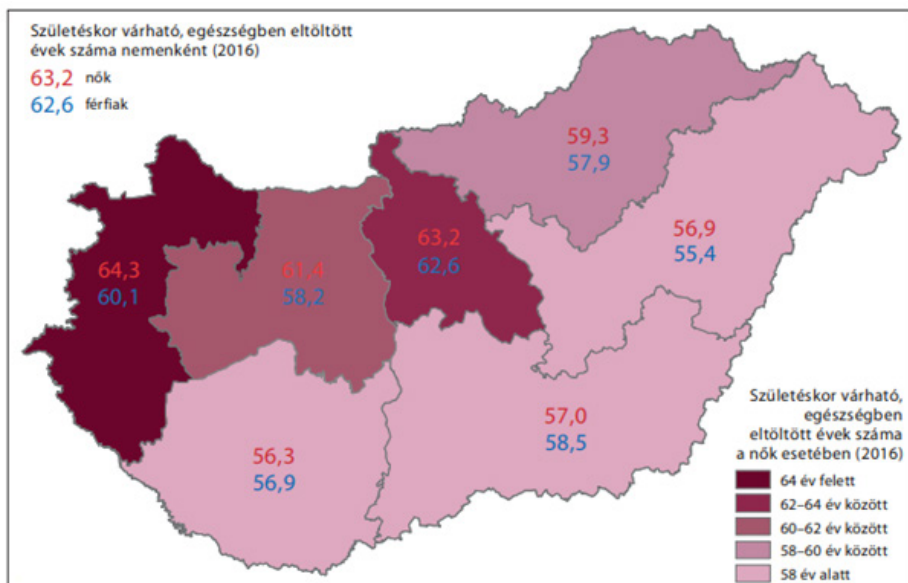 Születéskor várható, egészségben eltöltött
évek száma nemenként (2016)
63,2 nők
62,6 férfiak
59,3
57,9
56,9
55,4
63,2
62,6
64,3
60,1
61,4
58,2
57,0
58,5
56,3
56,9
Születéskor várható,
egészségben
eltöltött évek száma
a nők esetében (2016)
64 év felett
62–64 év között
60–62 év között
58–60 év között
58 év alatt